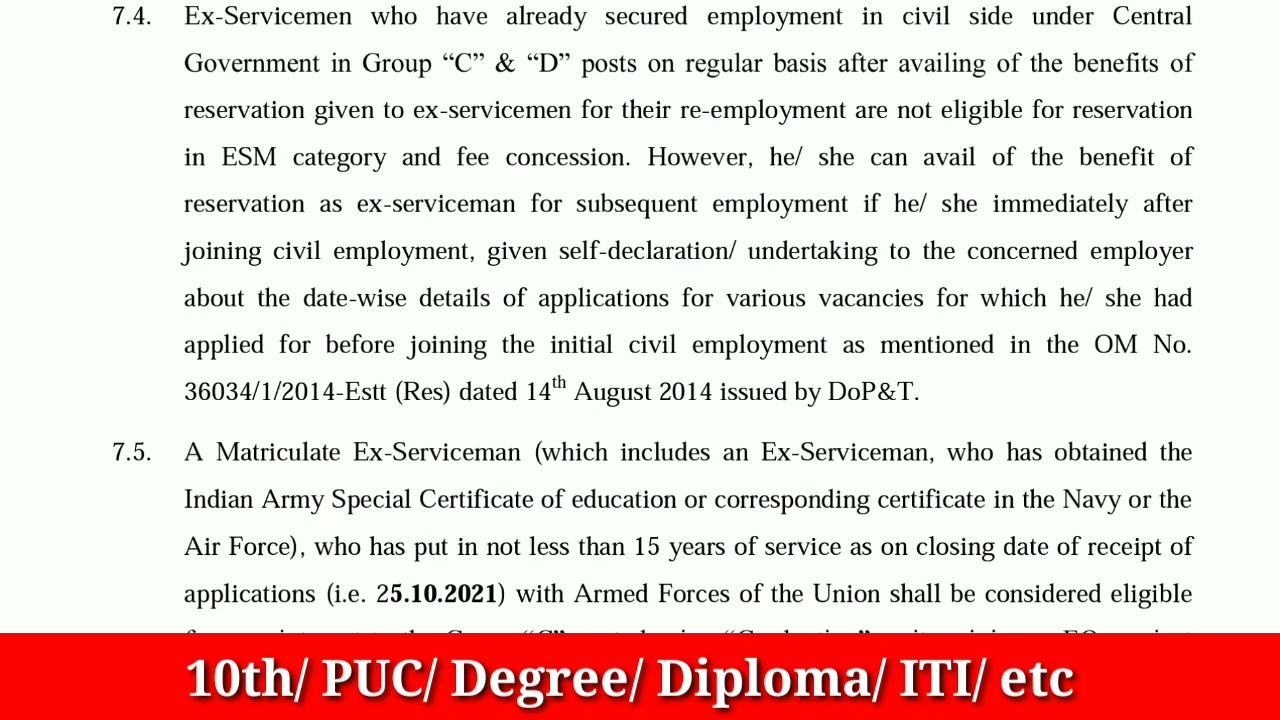 7.4. Ex-Servicemen who have already secured employment in civil side under Central
Government in Group “C” & “D” posts on regular basis after availing of the benefits of
reservation given to ex-servicemen for their re-employment are not eligible for reservation
in ESM category and fee concession. However, he/ she can avail of the benefit of
reservation as ex-serviceman for subsequent employment if he/ she immediately after
joining civil employment, given self-declaration/ undertaking to the concerned employer
about the date-wise details of applications for various vacancies for which he/ she had
applied for before joining the initial civil employment as mentioned in the OM No.
36034/1/2014-Estt (Res) dated 14th August 2014 issued by DoP&T.
7.5. A Matriculate Ex-Serviceman (which includes an Ex-Serviceman, who has obtained the
Indian Army Special Certificate of education or corresponding certificate in the Navy or the
Air Force), who has put in not less than 15 years of service as on closing date of receipt of
applications (i.e. 25.10.2021) with Armed Forces of the Union shall be considered eligible
10th/ PUC/ Degree/ Diploma/ ITI/ etc